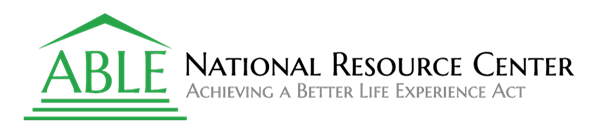 ABLE
National Resource Center
Achieving a Better Life Experience Act